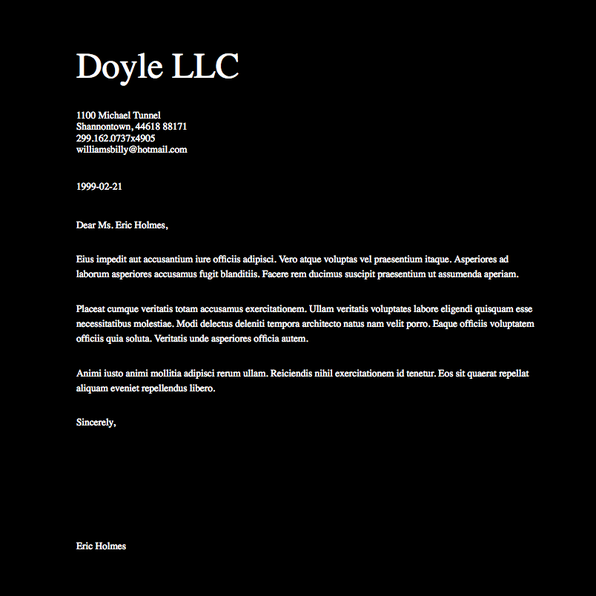 Doyle LLC
1100 Michael Tunnel
Shannontown, 44618 88171
299.162.0737x4905
williamsbilly@hotmail.com
1999-02-21
Dear Ms. Eric Holmes,
Eius impedit aut accusantium iure officiis adipisci. Vero atque voluptas vel praesentium itaque. Asperiores ad
laborum asperiores accusamus fugit blanditiis. Facere rem ducimus suscipit praesentium ut assumenda aperiam.
Placeat cumque veritatis totam accusamus exercitationem. Ullam veritatis voluptates labore eligendi quisquam esse
necessitatibus molestiae. Modi delectus deleniti tempora architecto natus nam velit porro. Eaque officiis voluptatem
officiis quia soluta. Veritatis unde asperiores officia autem.
Animi iusto animi mollitia adipisci rerum ullam. Reiciendis nihil exercitationem id tenetur. Eos sit quaerat repellat
aliquam eveniet repellendus libero.
Sincerely,
Eric Holmes